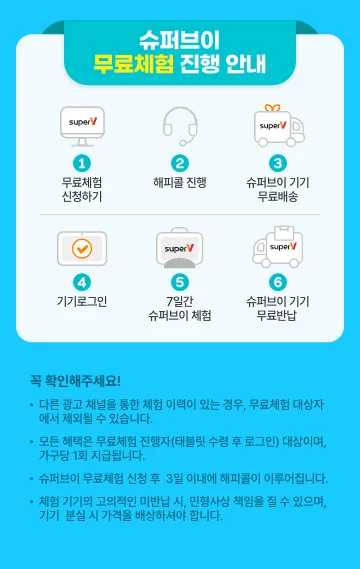 슈퍼브이
무료체험 진행 안내
superV
superV
1
2
3
무료체험
신청하기
해피콜 진행
슈퍼브이 기기
무료배송
superV
superV
4
5
6
기기로그인
7일간
슈퍼브이 체험
슈퍼브이 기기
무료반납
꼭 확인해주세요!
• 다른 광고 채널을 통한 체험 이력이 있는 경우, 무료체험 대상자
에서 제외될 수 있습니다.
• 모든 혜택은 무료체험 진행자(태블릿 수령 후 로그인) 대상이며,
가구당 1회 지급됩니다.
• 슈퍼브이 무료체험 신청 후 3일 이내에 해피콜이 이루어집니다.
• 체험 기기의 고의적인 미반납 시, 민형사상 책임을 질 수 있으며,
기기 분실 시 가격을 배상하셔야 합니다.